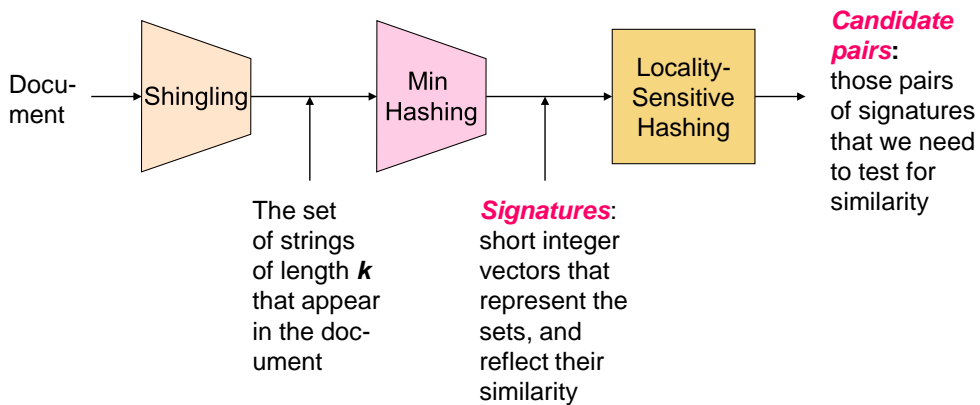 Docu-
ment
Shingling
The set
of strings
of length k
that appear
in the doc-
ument
Min
Hashing
Signatures:
short integer
vectors that
represent the
sets, and
reflect their
similarity
Locality-
Sensitive
Hashing
Candidate
pairs:
those pairs
of signatures
that we need
to test for
similarity